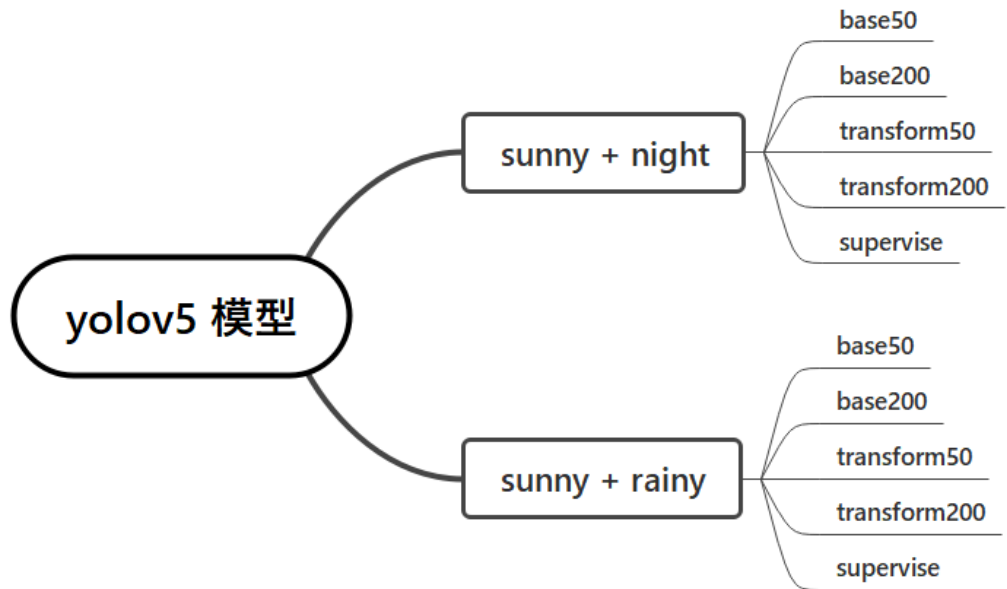 yolov5 模型
sunny + night
base50
base200
transform50
transform200
supervise
sunny + rainy
base50
base200
transform50
transform200
supervise